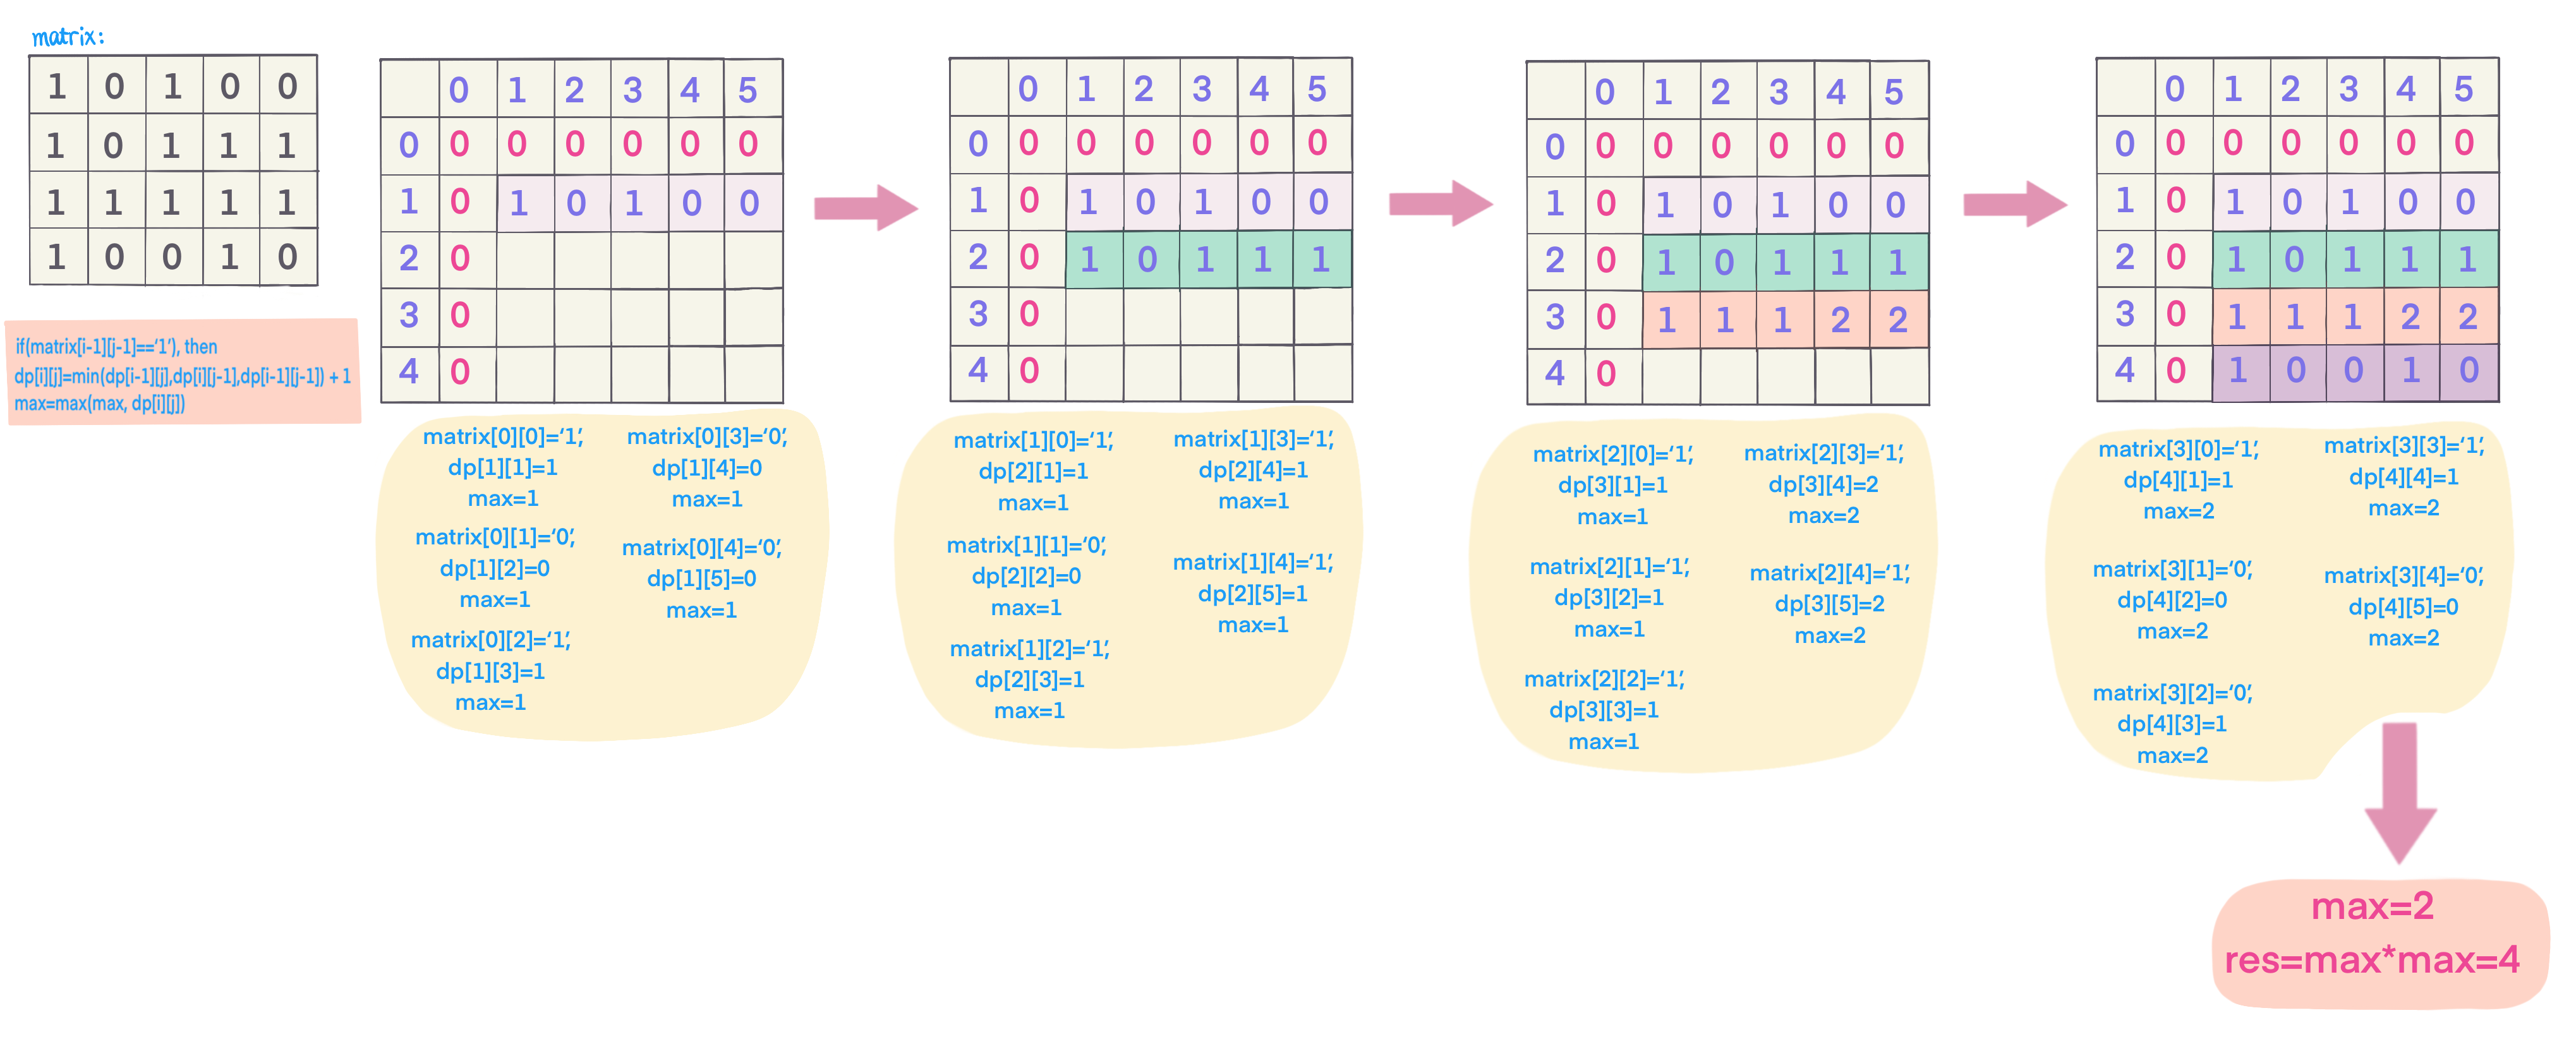 matrix:
1 0 1 0 0
1 0 1 1 1
1 1 1 1 1
1 0 0 1 0
if(matrix[i-1][j-1]==‘1’), then
dp[i][j]=min(dp[i-1][j],dp[i][j-1],dp[i-1][j-1]) + 1
max=max(max, dp[i][j])
0 1 2 3 4 5
0 0 0 0 0 0 0
1 0 1 0 1 0 0
2 0
3 0
4 0
matrix[0][0]=‘1’,
dp[1][1]=1
max=1
matrix[0][1]=‘0’,
dp[1][2]=0
max=1
matrix[0][2]=‘1’,
dp[1][3]=1
max=1
matrix[0][3]=‘0’,
dp[1][4]=0
max=1
matrix[0][4]=‘0’,
dp[1][5]=0
max=1
0 1 2 3 4 5
0 0 0 0 0 0 0
1 0 1 0 1 0 0
2 0 1 0 1 1 1
3 0
4 0
matrix[1][0]=‘1’,
dp[2][1]=1
max=1
matrix[1][1]=‘0’,
dp[2][2]=0
max=1
matrix[1][2]=‘1’,
dp[2][3]=1
max=1
matrix[1][3]=‘1’,
dp[2][4]=1
max=1
matrix[1][4]=‘1’,
dp[2][5]=1
max=1
0 1 2 3 4 5
0 0 0 0 0 0 0
1 0 1 0 1 0 0
2 0 1 0 1 1 1
3 0 1 1 1 2 2
4 0
matrix[2][0]=‘1’,
dp[3][1]=1
max=1
matrix[2][1]=‘1’,
dp[3][2]=1
max=1
matrix[2][2]=‘1’,
dp[3][3]=1
max=1
matrix[2][3]=‘1’,
dp[3][4]=2
max=2
matrix[2][4]=‘1’,
dp[3][5]=2
max=2
0 1 2 3 4 5
0 0 0 0 0 0 0
1 0 1 0 1 0 0
2 0 1 0 1 1 1
3 0 1 1 1 2 2
4 0 1 0 0 1 0
matrix[3][0]=‘1’,
dp[4][1]=1
max=2
matrix[3][1]=‘0’,
dp[4][2]=0
max=2
matrix[3][2]=‘0’,
dp[4][3]=1
max=2
matrix[3][3]=‘1’,
dp[4][4]=1
max=2
matrix[3][4]=‘0’,
dp[4][5]=0
max=2
max=2
res=max*max=4